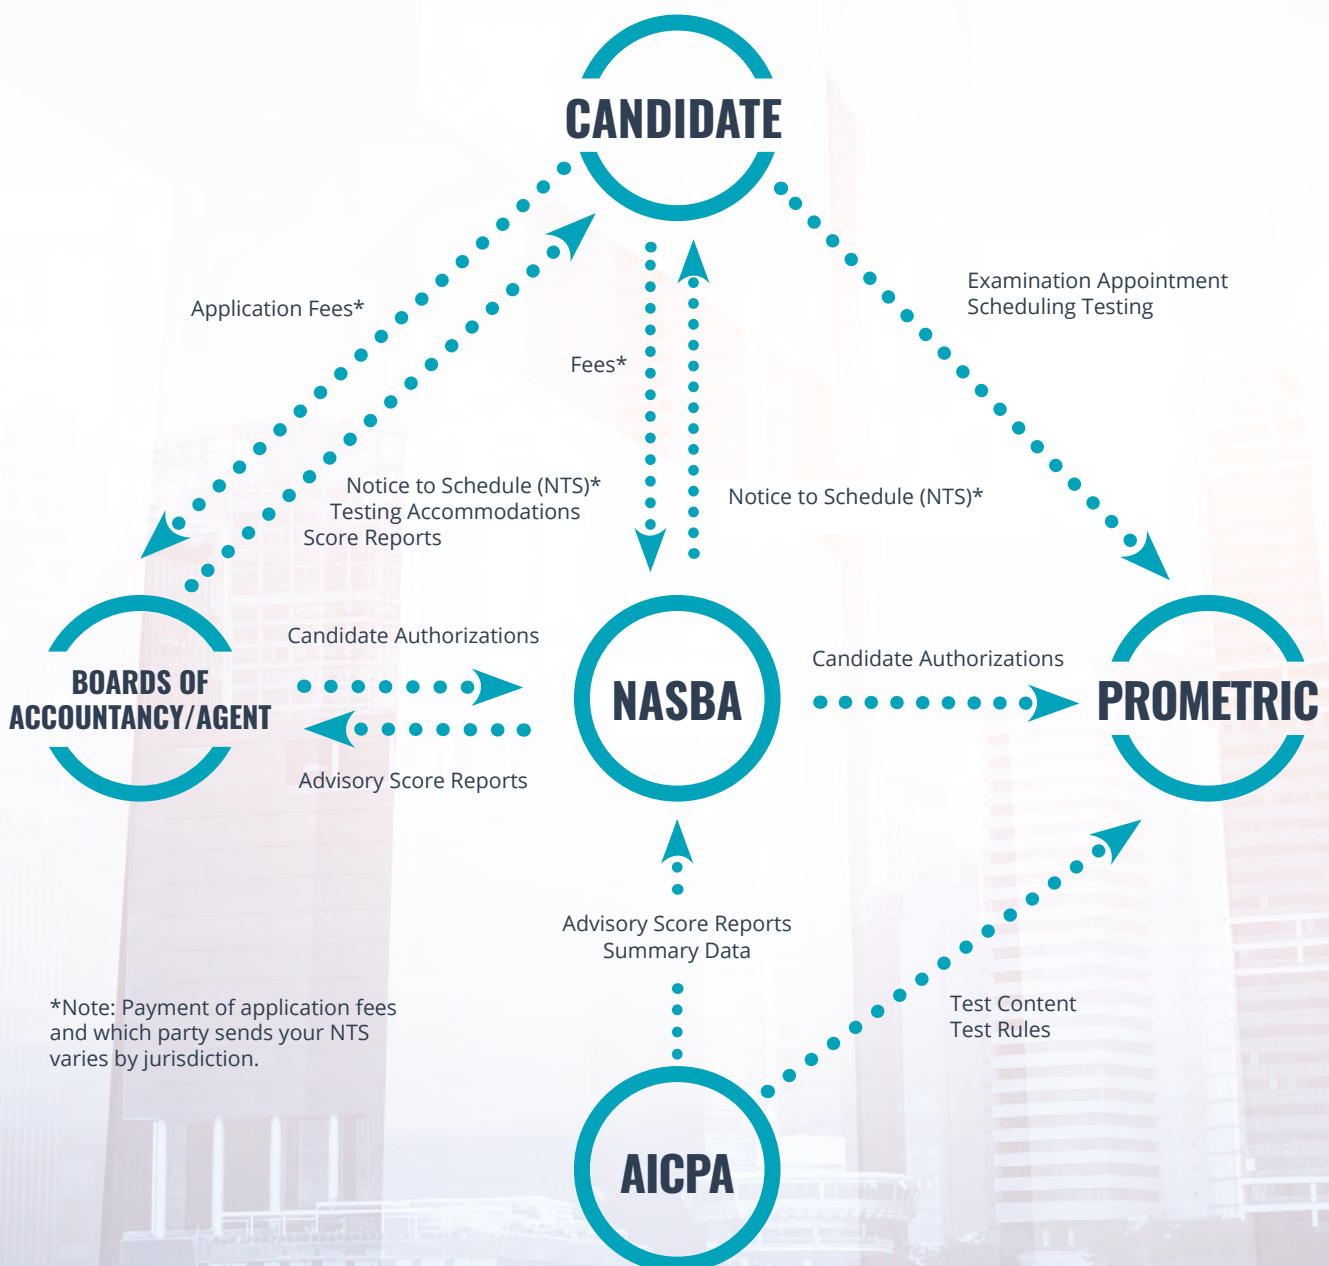 CANDIDATE
Examination Appointment
Scheduling Testing
Application Fees*
Fees*
Notice to Schedule (NTS)*
Testing Accommodations
Score Reports
Notice to Schedule (NTS)*
Candidate Authorizations
Candidate Authorizations
BOARDS OF
ACCOUNTANCY/AGENT
NASBA
PROMETRIC
Advisory Score Reports
Advisory Score Reports
Summary Data
*Note: Payment of application fees
and which party sends your NTS
varies by jurisdiction.
Test Content
Test Rules
AICPA